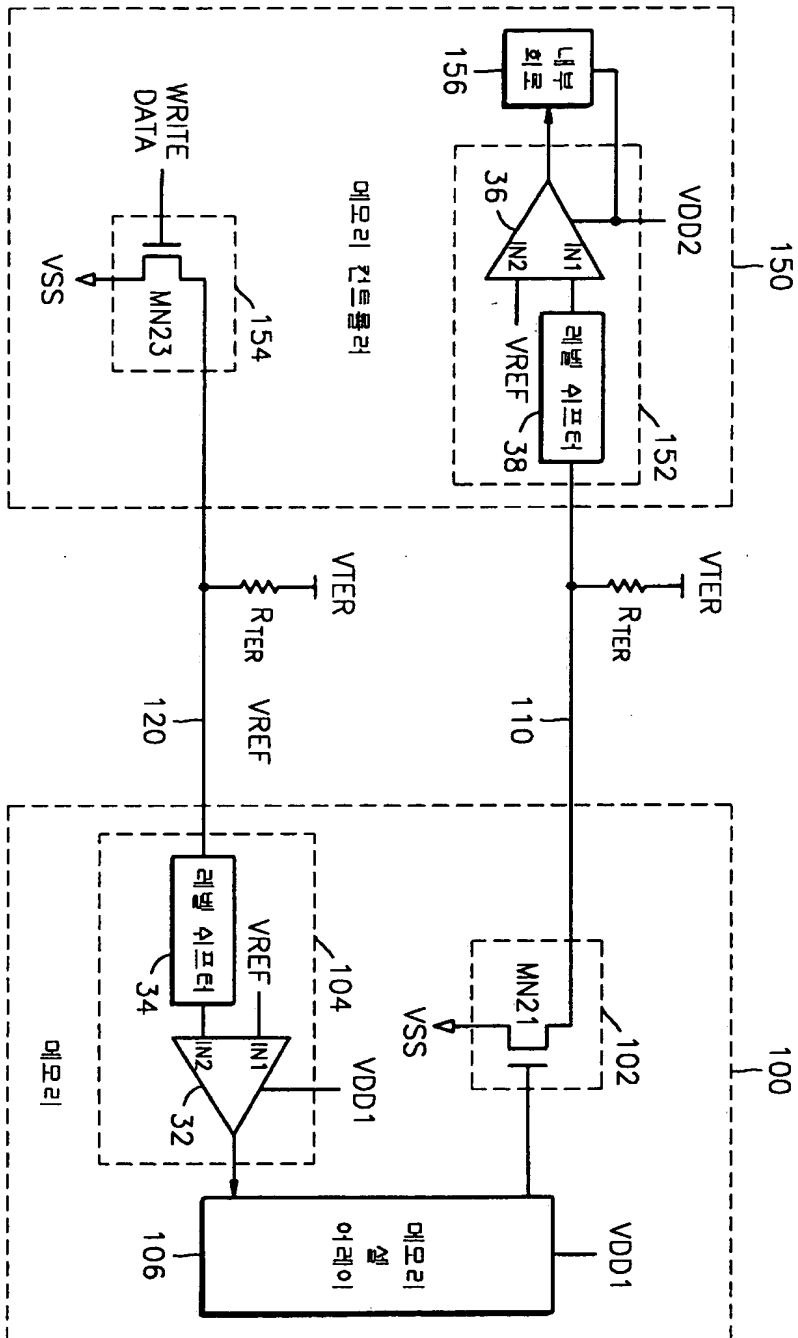 150
VDD2
내부
회로
156
36
IN1
IN2
VREF
레벨 쉬프터
38
152
메모리 컨트롤러
WRITE
DATA
MN23
VSS
154
VTER
RTER
110
VTER
RTER
120
VREF
100
MN21
VSS
102
레벨 쉬프터
34
VREF
104
IN1
IN2
32
VDD1
메모리
VDD1
메모리
셀
어레이
106